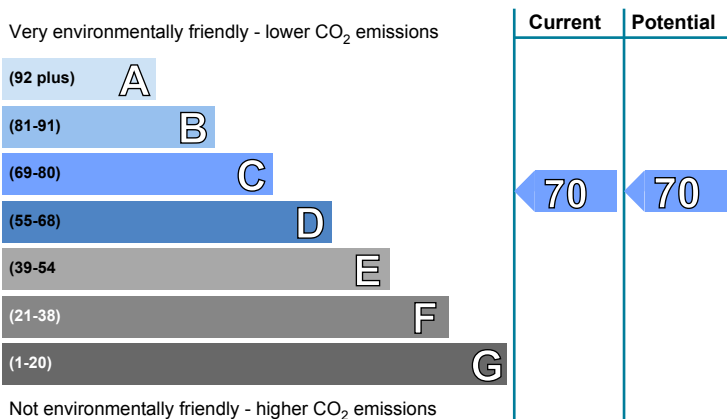 Very environmentally friendly - lower CO2 emissions
Current
Potential
(92 plus) A
(81-91) B
(69-80) C
70
70
(55-68) D
(39-54 E
(21-38) F
(1-20) G
Not environmentally friendly - higher CO2 emissions